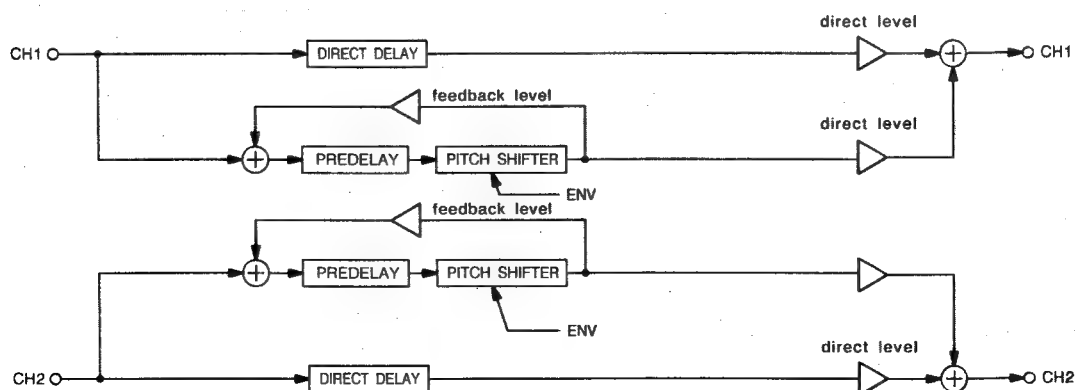 direct level
CH1
DIRECT DELAY
CH1
feedback level
direct level
PREDELAY
PITCH SHIFTER
ENV
feedback level
PREDELAY
PITCH SHIFTER
ENV
direct level
CH2
DIRECT DELAY
CH2